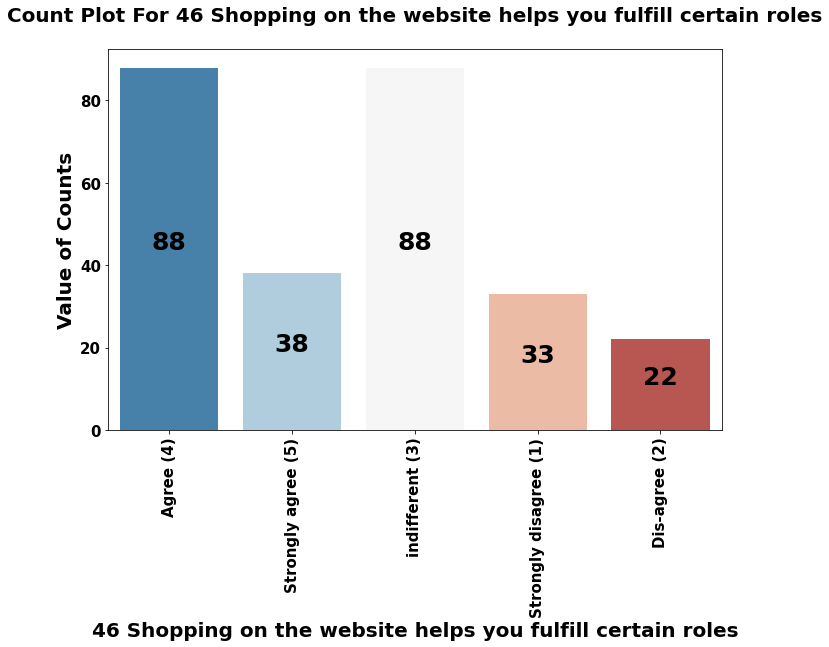 Count Plot For 46 Shopping on the website helps you fulfill certain roles
Value of Counts
80
60
40
20
0
88
38
88
33
22
Agree (4)
Strongly agree (5)
indifferent (3)
Strongly disagree (1)
Dis-agree (2)
46 Shopping on the website helps you fulfill certain roles